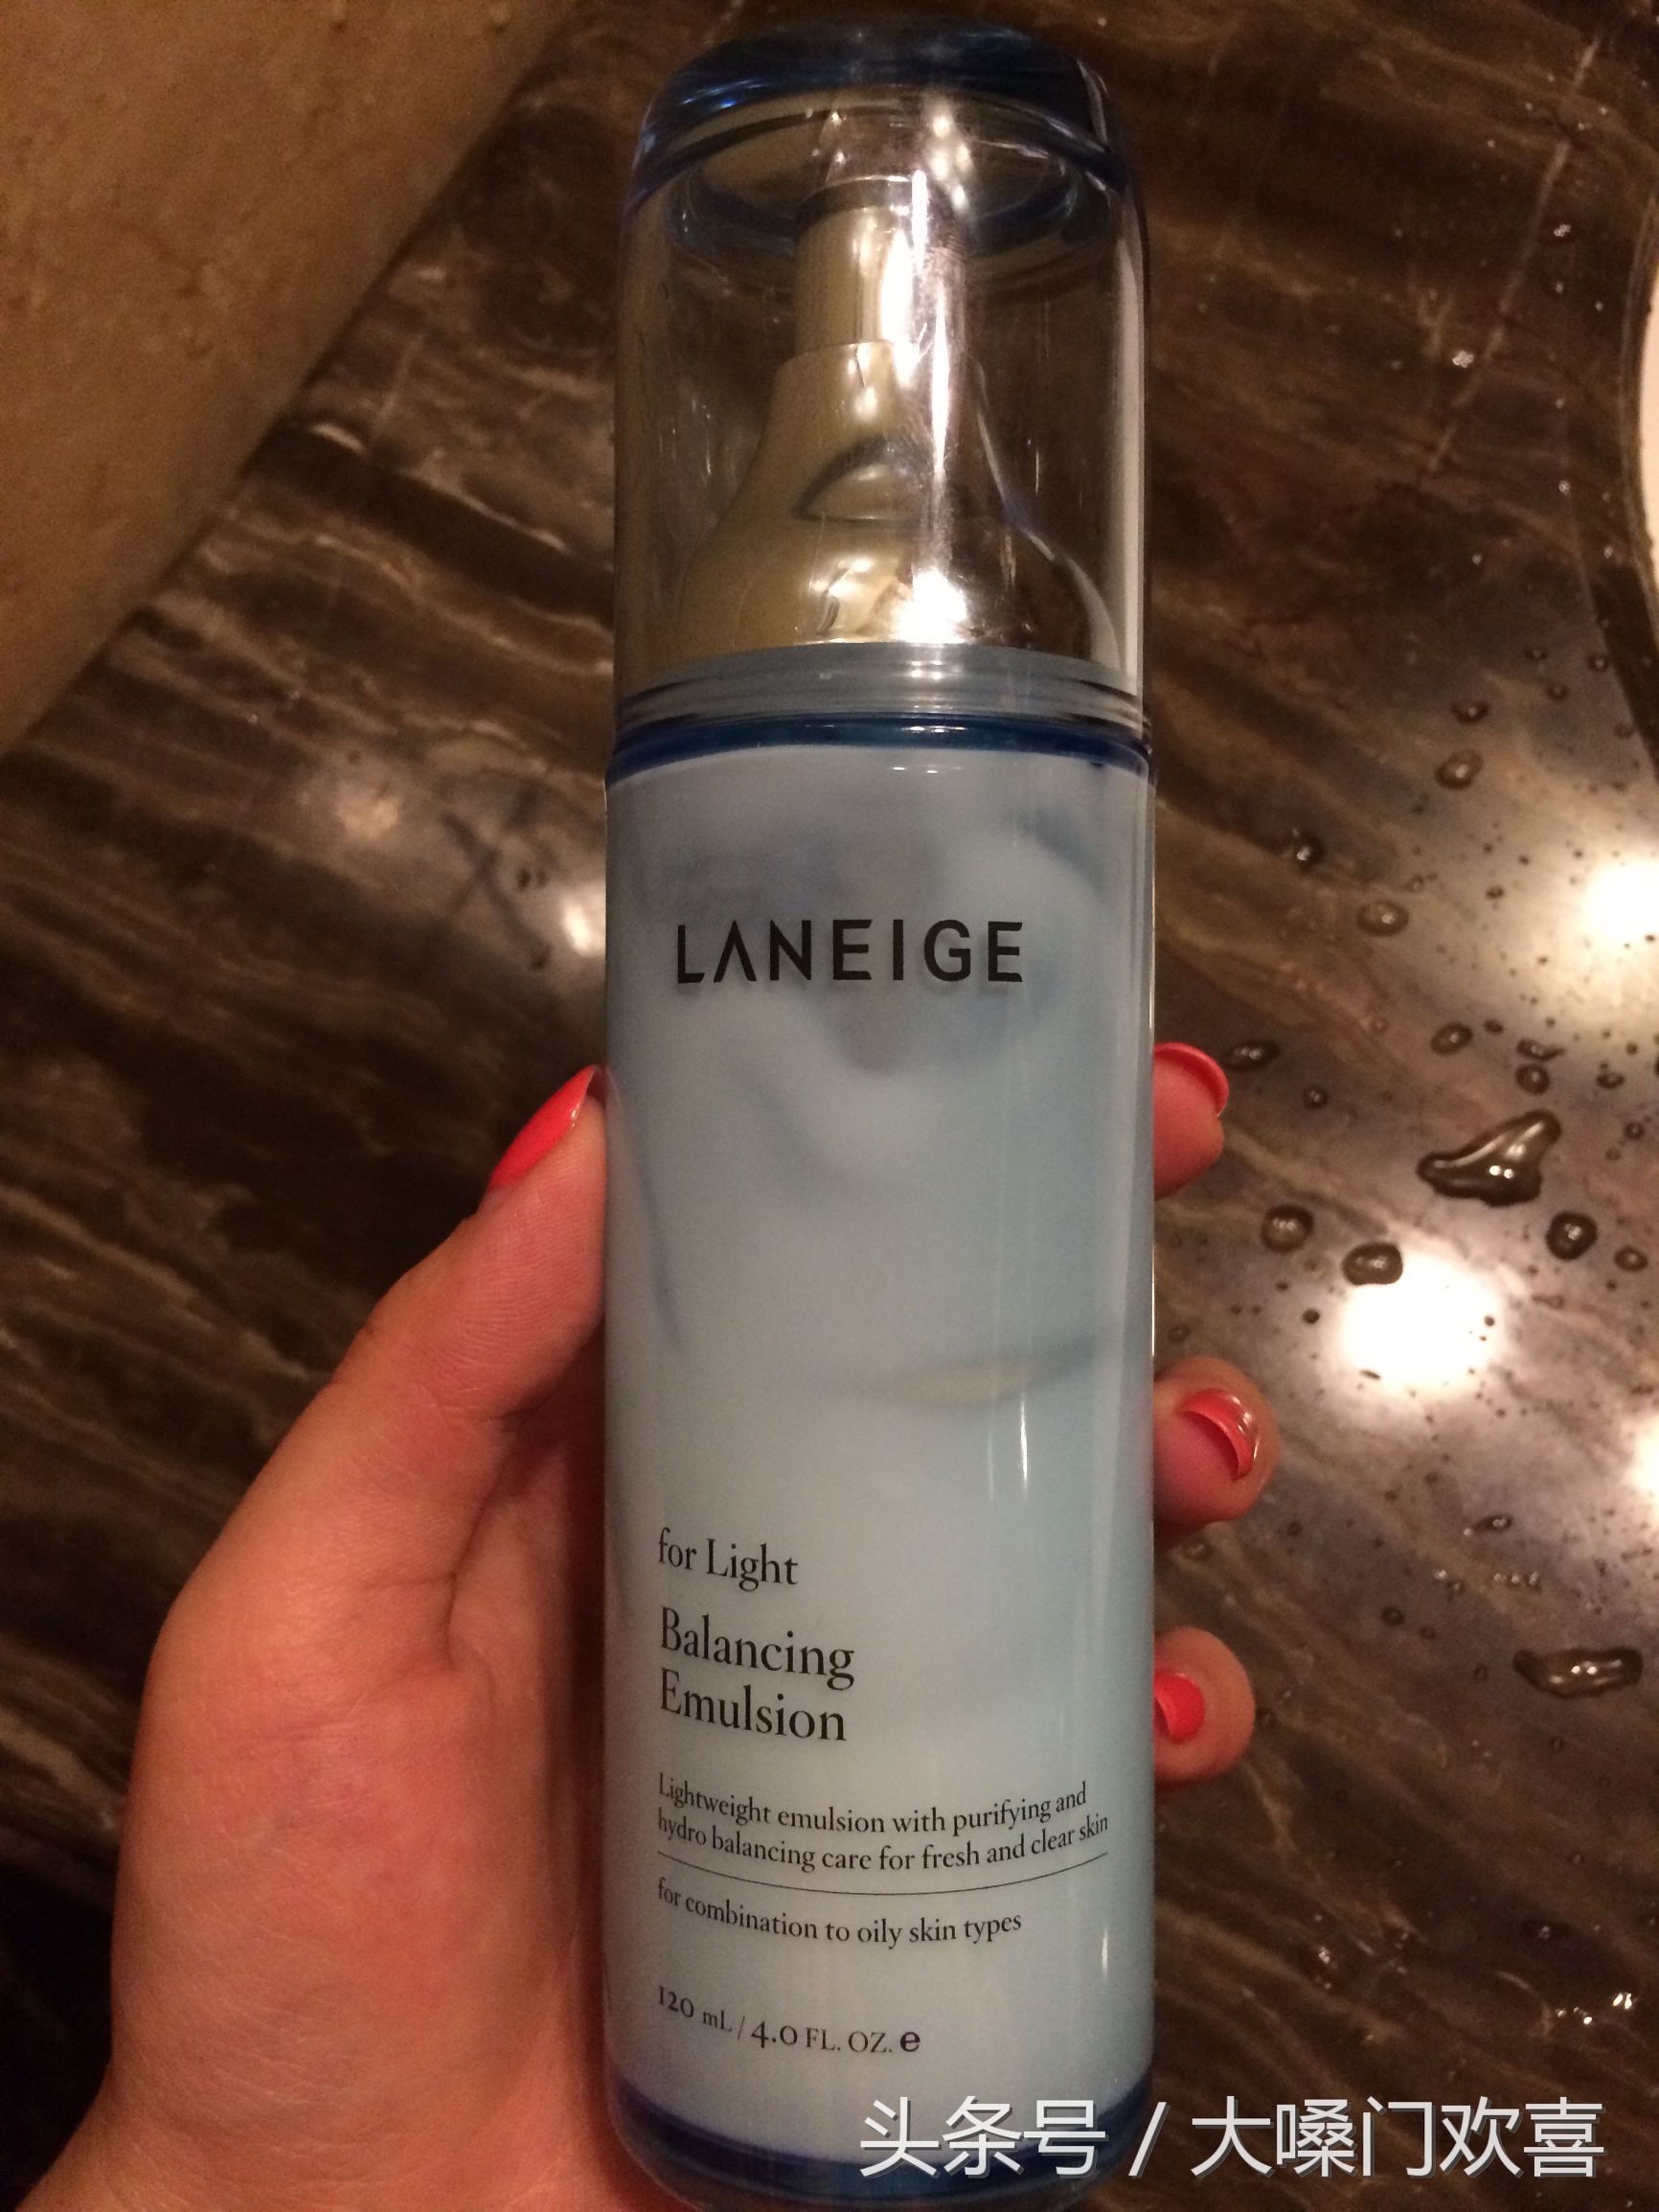 LANEIGE
for Light
Balancing
Emulsion
Lightweight emulsion with purifying and
hydro balancing care for fresh and clear skin
for combination to oily skin types
120 mL / 4.0 FL. OZ. e
头条号 / 大嗓门欢喜